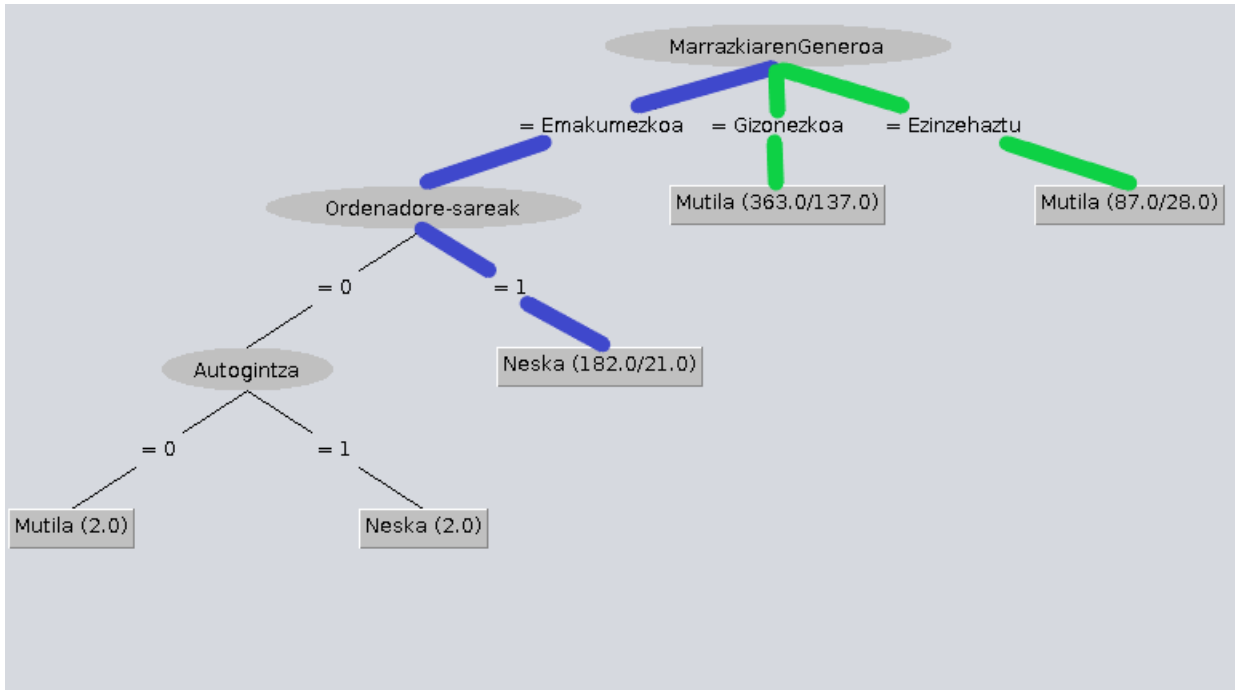 MarrazkiarenGeneroa
= Emakumezkoa
= Gizonezkoa
= Ezinzehaztu
Ordenadore-sareak
Mutila (363.0/137.0)
Mutila (87.0/28.0)
= 0
= 1
Autogintza
Neska (182.0/21.0)
= 0
= 1
Mutila (2.0)
Neska (2.0)